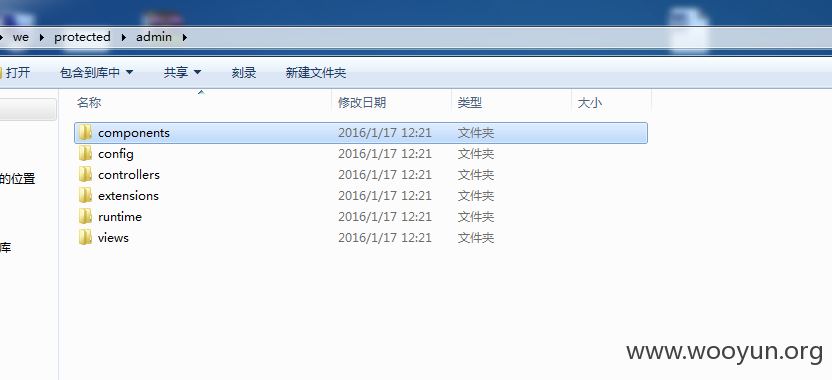 we protected admin
打开 包含到库中 共享 刻录 新建文件夹
名称 修改日期 类型 大小
components 2016/1/17 12:21 文件夹
config 2016/1/17 12:21 文件夹
的位置 controllers 2016/1/17 12:21 文件夹
extensions 2016/1/17 12:21 文件夹
runtime 2016/1/17 12:21 文件夹
库 views 2016/1/17 12:21 文件夹
www.wooyun.org